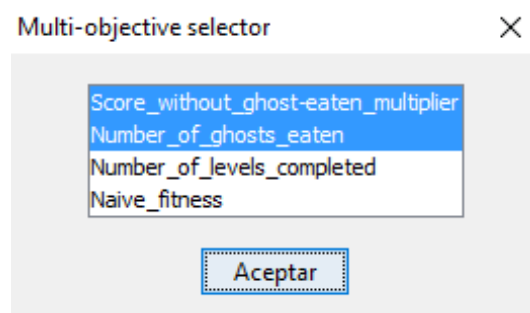 Multi-objective selector
Score_without_ghost-eaten_multiplier
Number_of_ghosts_eaten
Number_of_levels_completed
Naive_fitness
Aceptar